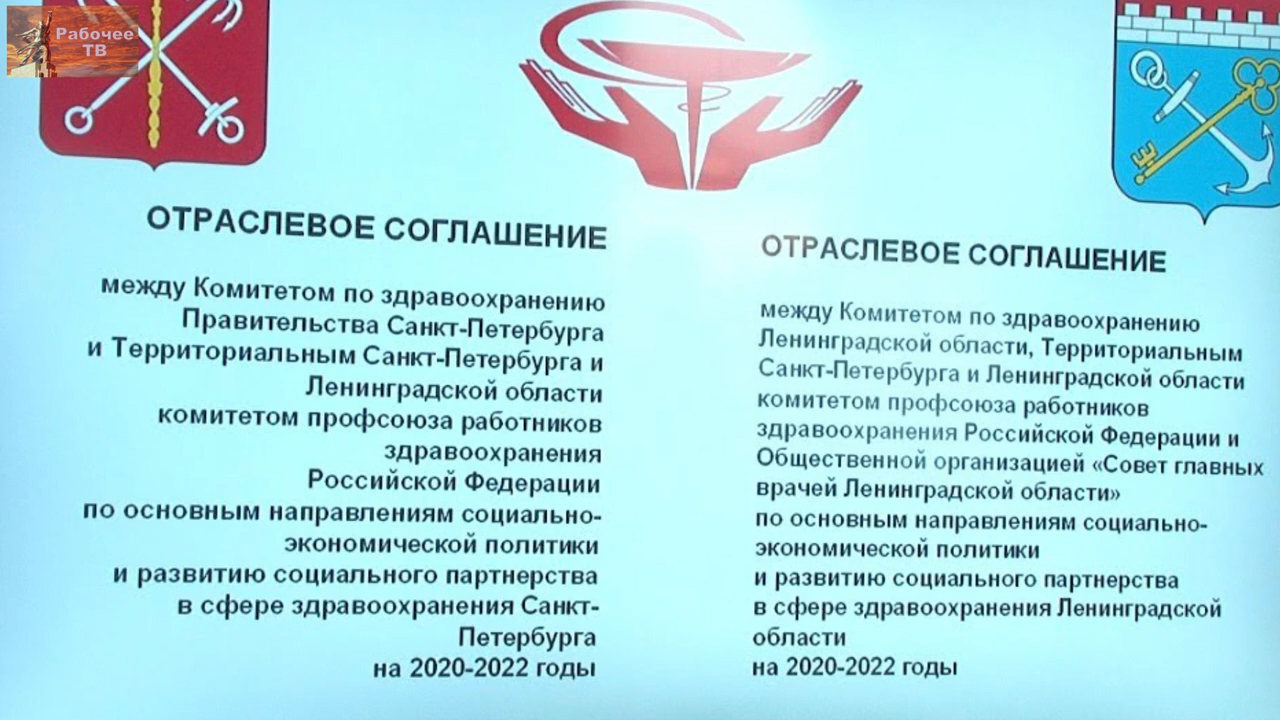 Рабочее
ТВ
ОТРАСЛЕВОЕ СОГЛАШЕНИЕ
между Комитетом по здравоохранению
Правительства Санкт-Петербурга
и Территориальным Санкт-Петербурга и
Ленинградской области
комитетом профсоюза работников
здравоохранения
Российской Федерации
по основным направлениям социально-
экономической политики
и развитию социального партнерства
в сфере здравоохранения Санкт-
Петербурга
на 2020-2022 годы
ОТРАСЛЕВОЕ СОГЛАШЕНИЕ
между Комитетом по здравоохранению
Ленинградской области, Территориальным
Санкт-Петербурга и Ленинградской области
комитетом профсоюза работников
здравоохранения Российской Федерации и
Общественной организацией «Совет главных
врачей Ленинградской области»
по основным направлениям социально-
экономической политики
и развитию социального партнерства
в сфере здравоохранения Ленинградской
области
на 2020-2022 годы